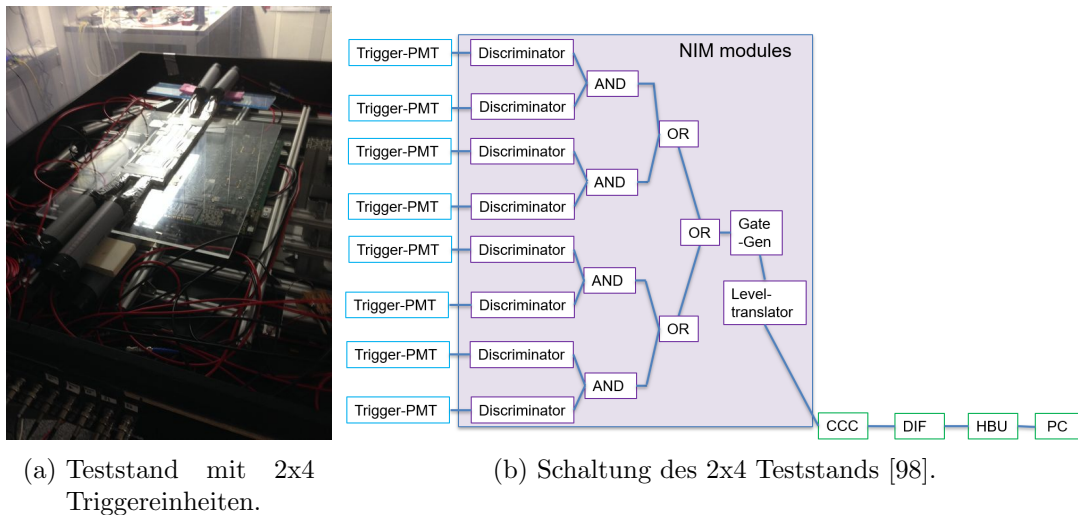 NIM modules
Trigger-PMT Discriminator
AND
Trigger-PMT Discriminator
OR
Trigger-PMT Discriminator
AND
Trigger-PMT Discriminator
OR
Gate
-Gen
Trigger-PMT Discriminator
AND
Level-
translator
Trigger-PMT Discriminator
OR
Trigger-PMT Discriminator
AND
Trigger-PMT Discriminator
CCC DIF HBU PC
(a) Teststand mit 2x4
Triggereinheiten.
(b) Schaltung des 2x4 Teststands [98].